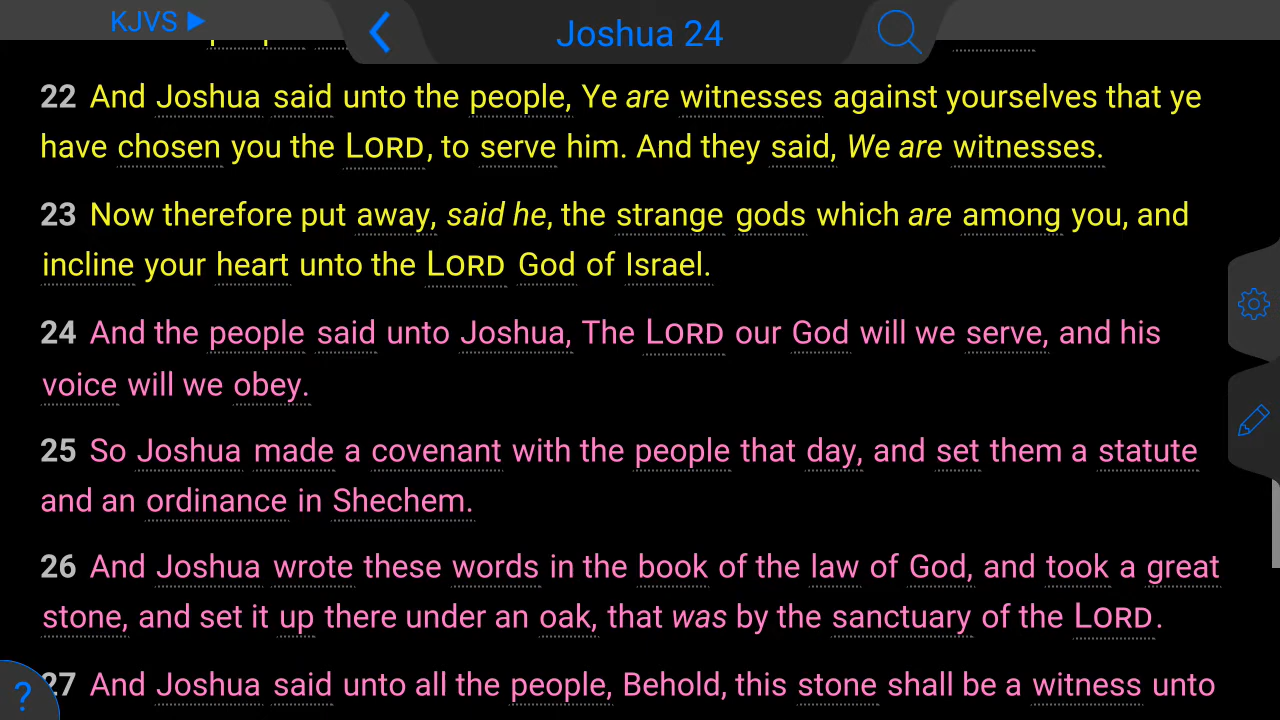 KJVS ▶
Joshua 24
22 And Joshua said unto the people, Ye are witnesses against yourselves that ye
have chosen you the LORD, to serve him. And they said, We are witnesses.
23 Now therefore put away, said he, the strange gods which are among you, and
incline your heart unto the LORD God of Israel.
24 And the people said unto Joshua, The LORD our God will we serve, and his
voice will we obey.
25 So Joshua made a covenant with the people that day, and set them a statute
and an ordinance in Shechem.
26 And Joshua wrote these words in the book of the law of God, and took a great
stone, and set it up there under an oak, that was by the sanctuary of the LORD.
27 And Joshua said unto all the people, Behold, this stone shall be a witness unto
?